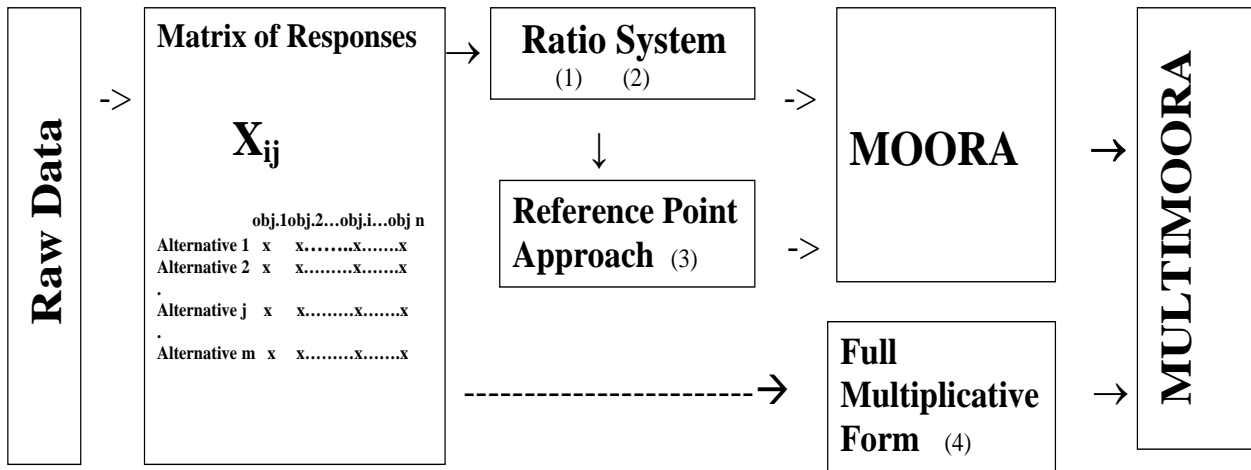 Raw Data
->
Matrix of Responses
X_ij
obj.1obj.2…obj.i…obj n
Alternative 1 x x……..x…….x
Alternative 2 x x………x…….x
.
Alternative j x x………x…….x
.
Alternative m x x………x…….x
→
Ratio System
(1) (2)
->
↓
Reference Point
Approach (3)
->
MOORA
→
----------------------→
Full
Multiplicative
Form (4)
→
MULTIMOORA